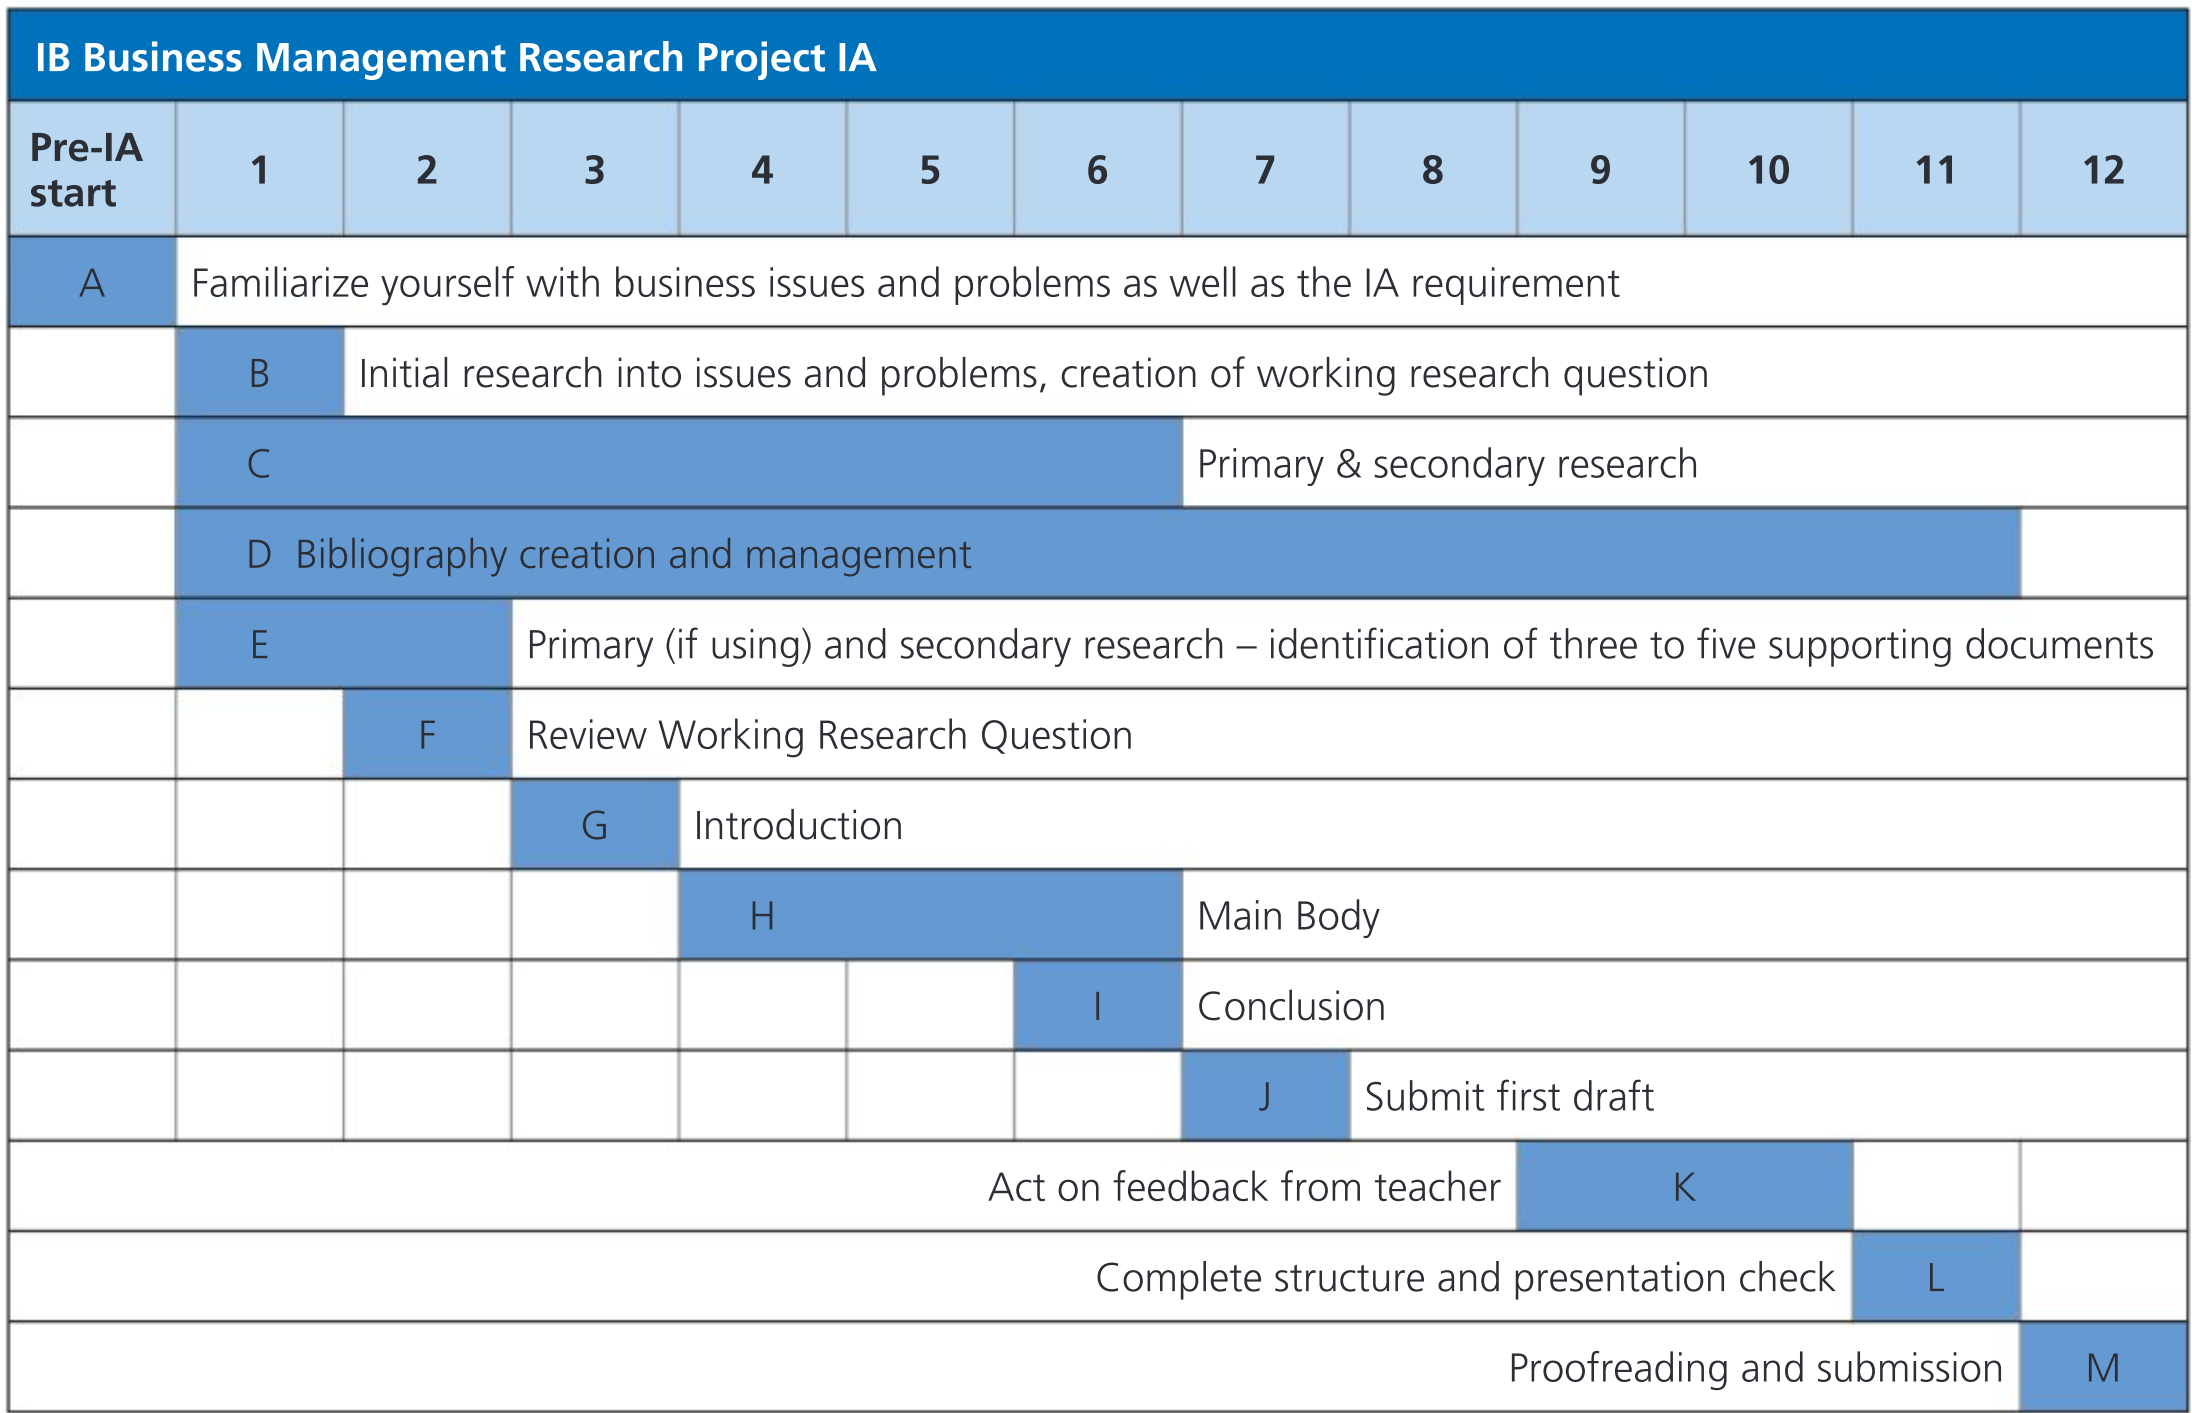 IB Business Management Research Project IA
Pre-IA
start
1 2 3 4 5 6 7 8 9 10 11 12
A Familiarize yourself with business issues and problems as well as the IA requirement
B Initial research into issues and problems, creation of working research question
C Primary & secondary research
D Bibliography creation and management
E Primary (if using) and secondary research – identification of three to five supporting documents
F Review Working Research Question
G Introduction
H Main Body
I Conclusion
J Submit first draft
Act on feedback from teacher K
Complete structure and presentation check L
Proofreading and submission M